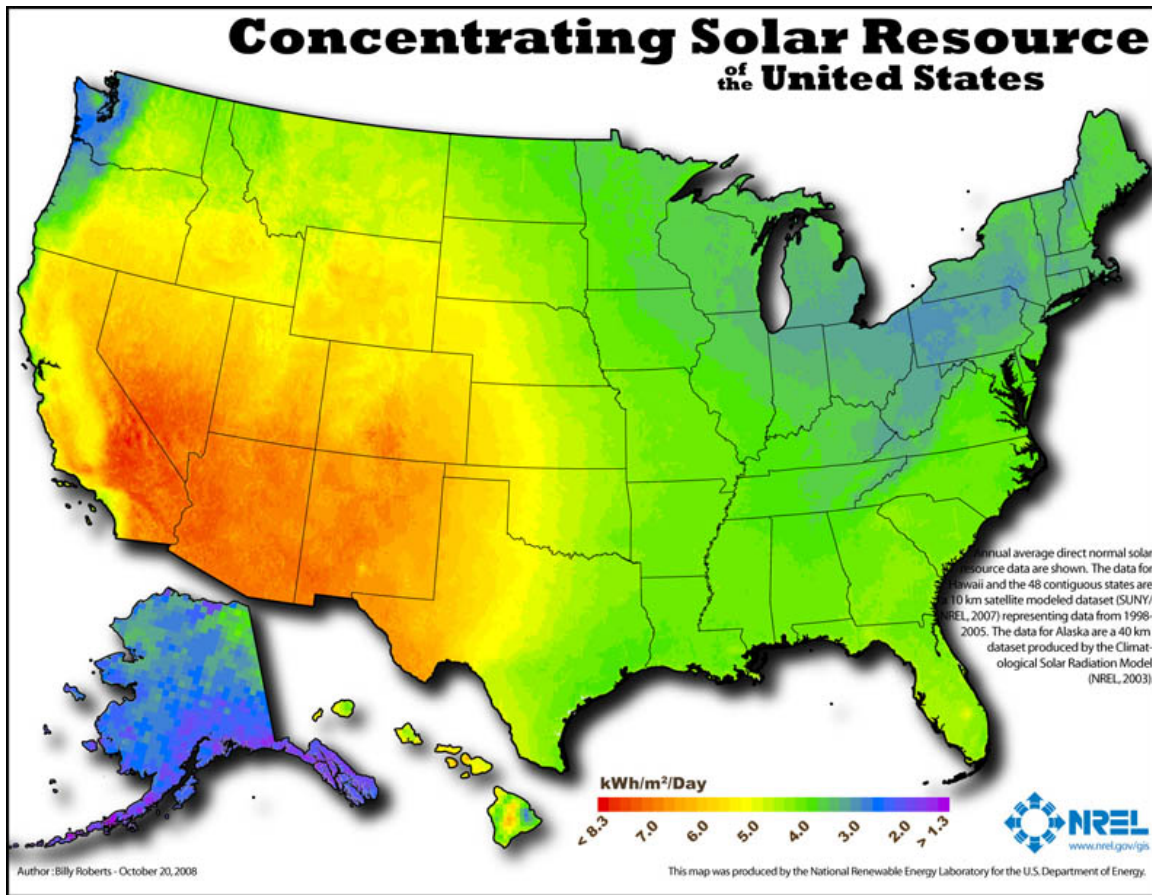 Concentrating Solar Resource
of the United States
Annual average direct normal solar
resource data are shown. The data for
Hawaii and the 48 contiguous states are
a 10 km satellite modeled dataset (SUNY/
NREL, 2007) representing data from 1998-
2005. The data for Alaska are a 40 km
dataset produced by the Climat-
ological Solar Radiation Model
(NREL, 2003)
kWh/m²/Day
< 8.3 7.0 6.0 5.0 4.0 3.0 2.0 > 1.3
NREL
www.nrel.gov/gis
Author : Billy Roberts - October 20, 2008
This map was produced by the National Renewable Energy Laboratory for the U.S. Department of Energy.